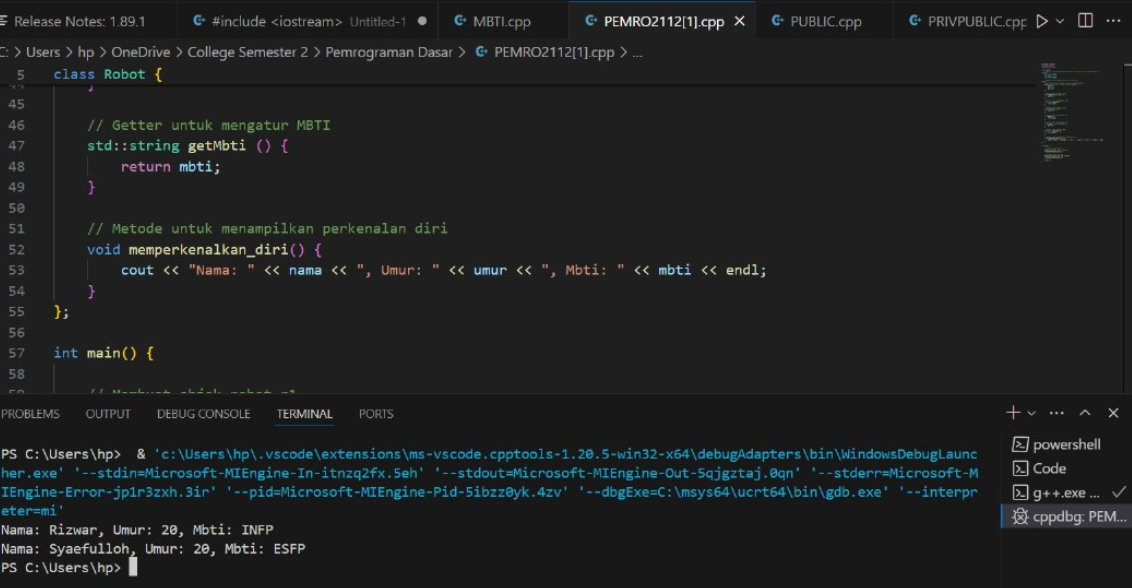 Release Notes: 1.89.1
#include <iostream> Untitled-1
MBTI.cpp
PEMRO2112[1].cpp
PUBLIC.cpp
PRIVPUBLIC.cpp
C: > Users > hp > OneDrive > College Semester 2 > Pemrograman Dasar > PEMRO2112[1].cpp > ...
5 class Robot {
44 }
45
46 // Getter untuk mengatur MBTI
47 std::string getMbti () {
48 return mbti;
49 }
50
51 // Metode untuk menampilkan perkenalan diri
52 void memperkenalkan_diri() {
53 cout << "Nama: " << nama << ", Umur: " << umur << ", Mbti: " << mbti << endl;
54 }
55 };
56
57 int main() {
58
PROBLEMS OUTPUT DEBUG CONSOLE TERMINAL PORTS
PS C:\Users\hp> & 'c:\Users\hp\.vscode\extensions\ms-vscode.cpptools-1.20.5-win32-x64\debugAdapters\bin\WindowsDebugLaunc
her.exe' '--stdin=Microsoft-MIEngine-In-itnzq2fx.5eh' '--stdout=Microsoft-MIEngine-Out-5qjgztaj.0qn' '--stderr=Microsoft-M
IEngine-Error-jp1r3zxh.3ir' '--pid=Microsoft-MIEngine-Pid-5ibzz0yk.4zv' '--dbgExe=C:\msys64\ucrt64\bin\gdb.exe' '--interpr
eter=mi'
Nama: Rizwar, Umur: 20, Mbti: INFP
Nama: Syaefulloh, Umur: 20, Mbti: ESFP
PS C:\Users\hp>
powershell
Code
g++.exe ...
cppdbg: PEM...